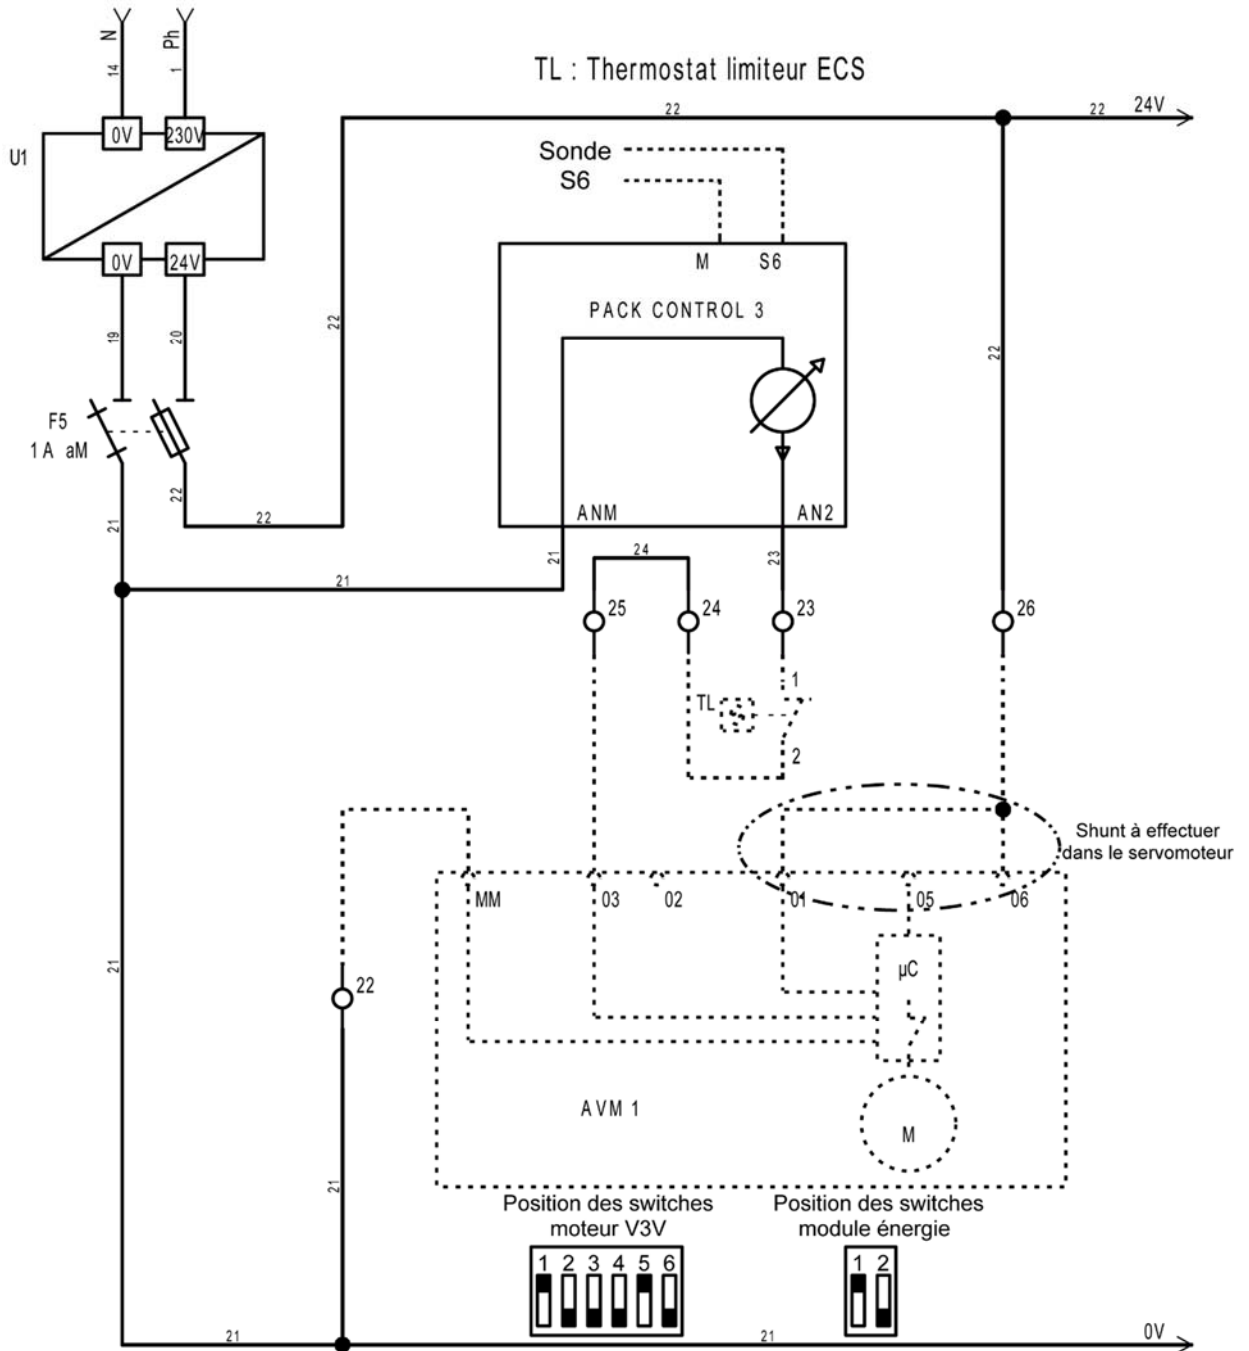 N
Ph
14
1
TL : Thermostat limiteur ECS
22
22
24V
0V
230V
U1
Sonde
S6
0V
24V
M
S6
PACK CONTROL 3
19
20
22
22
F5
1 A aM
22
22
21
ANM
AN2
21
24
23
21
25
24
23
26
1
TL
2
Shunt à effectuer
dans le servomoteur
MM
03
02
01
05
06
µC
21
22
AVM 1
M
21
Position des switches
moteur V3V
Position des switches
module énergie
1 2 3 4 5 6
1 2
21
21
0V